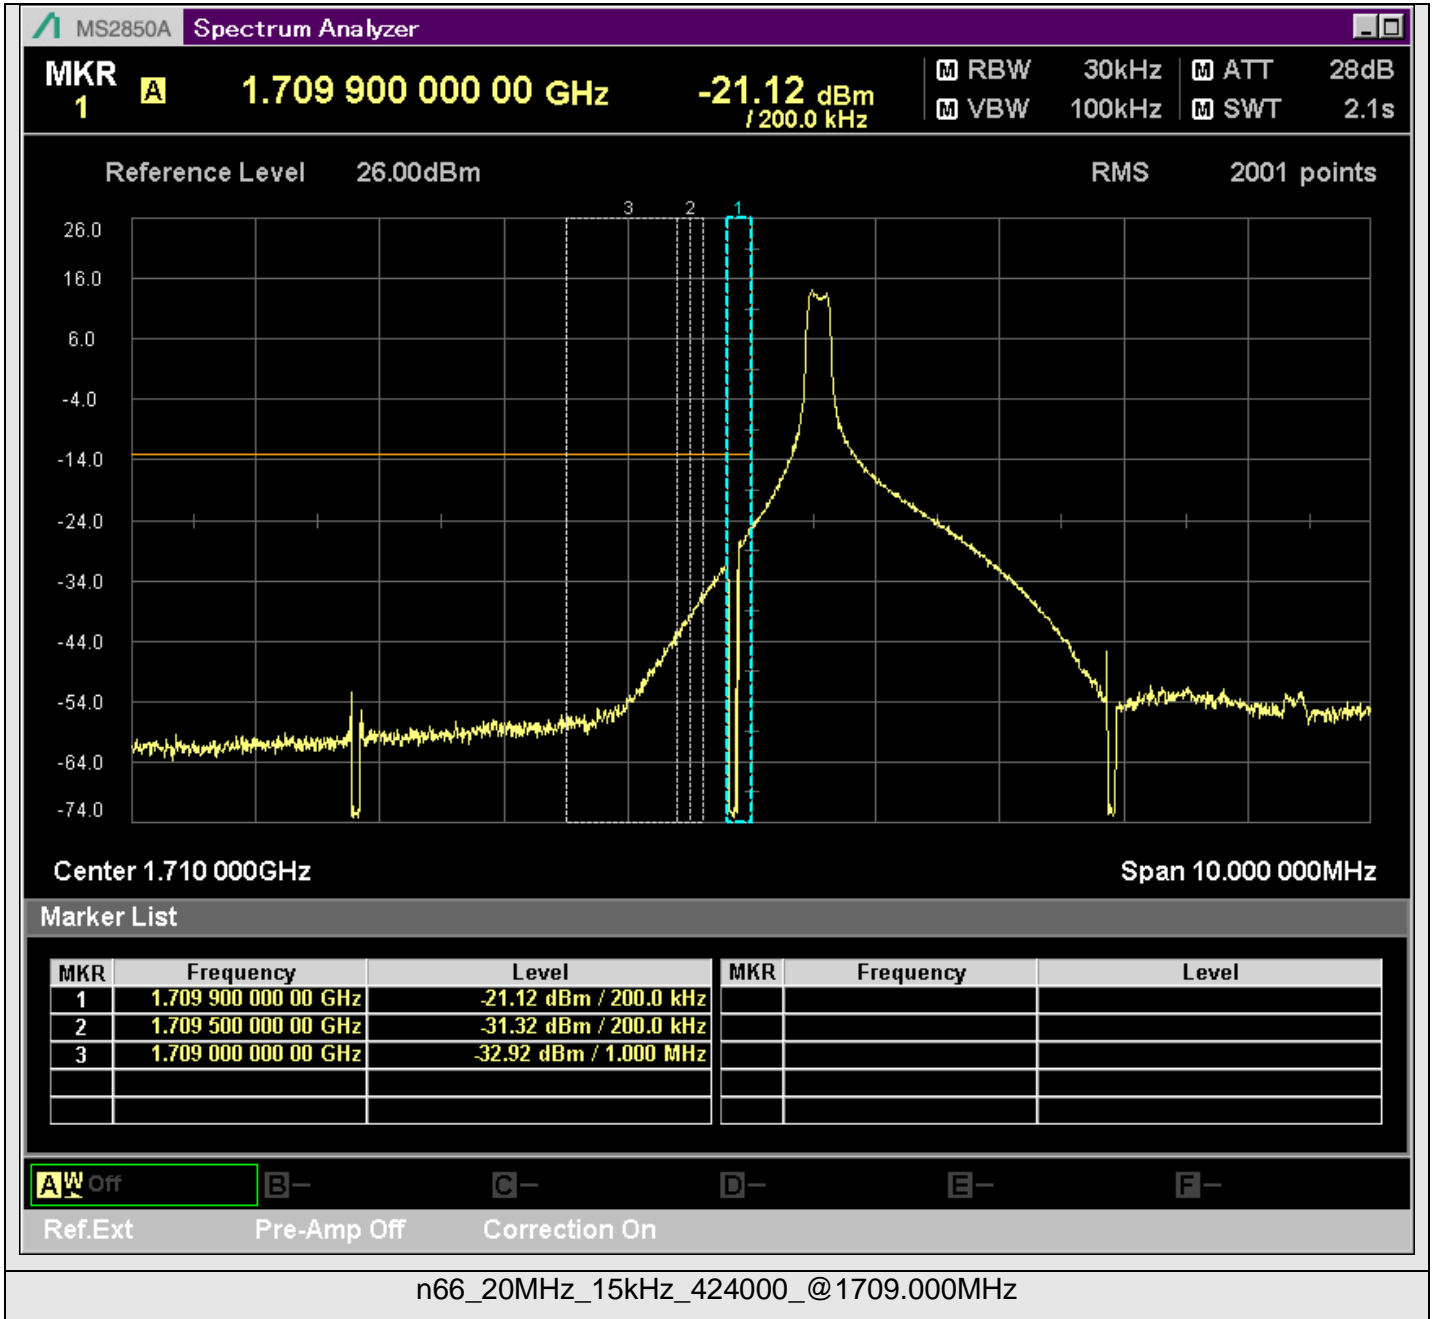 MS2850A Spectrum Analyzer
MKR 1 A 1.709 900 000 00 GHz -21.12 dBm / 200.0 kHz
M RBW 30kHz M ATT 28dB
M VBW 100kHz M SWT 2.1s
Reference Level 26.00dBm RMS 2001 points
3 2 1
26.0
16.0
6.0
-4.0
-14.0
-24.0
-34.0
-44.0
-54.0
-64.0
-74.0
Center 1.710 000GHz Span 10.000 000MHz
Marker List
MKR Frequency Level MKR Frequency Level
1 1.709 900 000 00 GHz -21.12 dBm / 200.0 kHz
2 1.709 500 000 00 GHz -31.32 dBm / 200.0 kHz
3 1.709 000 000 00 GHz -32.92 dBm / 1.000 MHz
A W Off B - C - D - E - F -
Ref.Ext Pre-Amp Off Correction On
n66_20MHz_15kHz_424000_@1709.000MHz